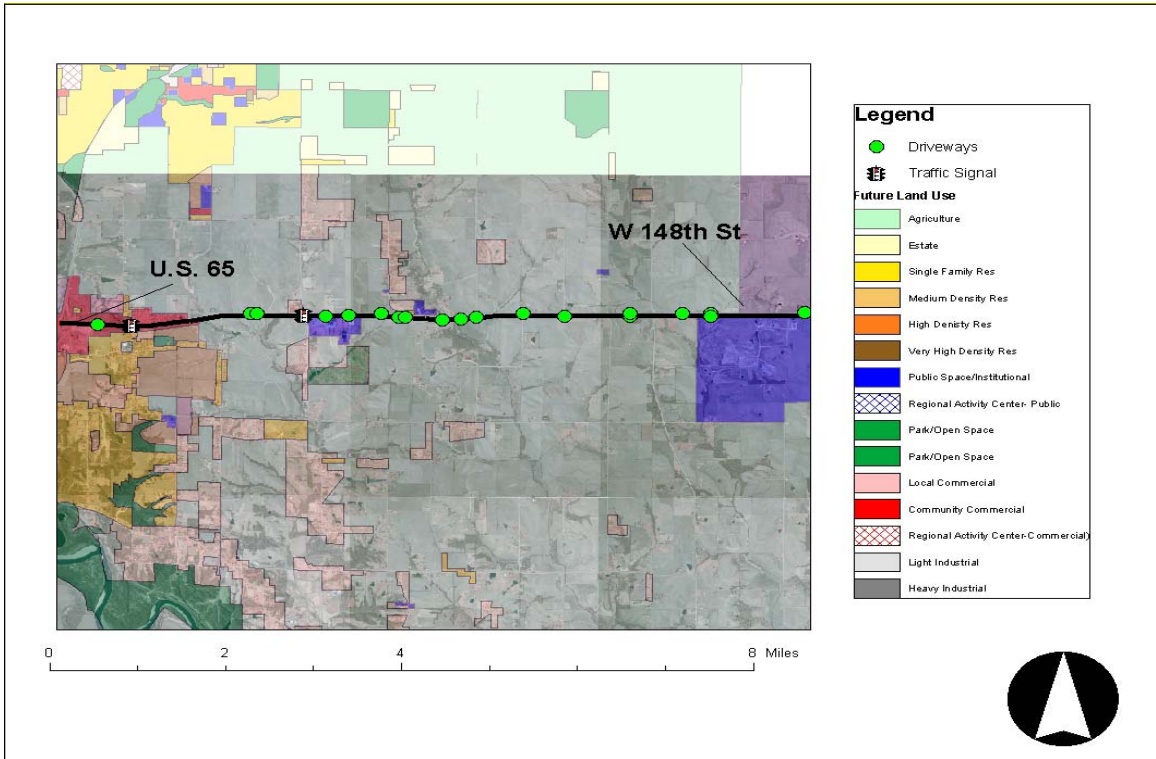 W 148th St
U.S. 65
0 2 4 8 Miles
Legend
Driveways
Traffic Signal
Future Land Use
Agriculture
Estate
Single Family Res
Medium Density Res
High Denisty Res
Very High Density Res
Public Space/Institutional
Regional Activity Center- Public
Park/Open Space
Park/Open Space
Local Commercial
Community Commercial
Regional Activity Center-Commercial)
Light Industrial
Heavy Industrial